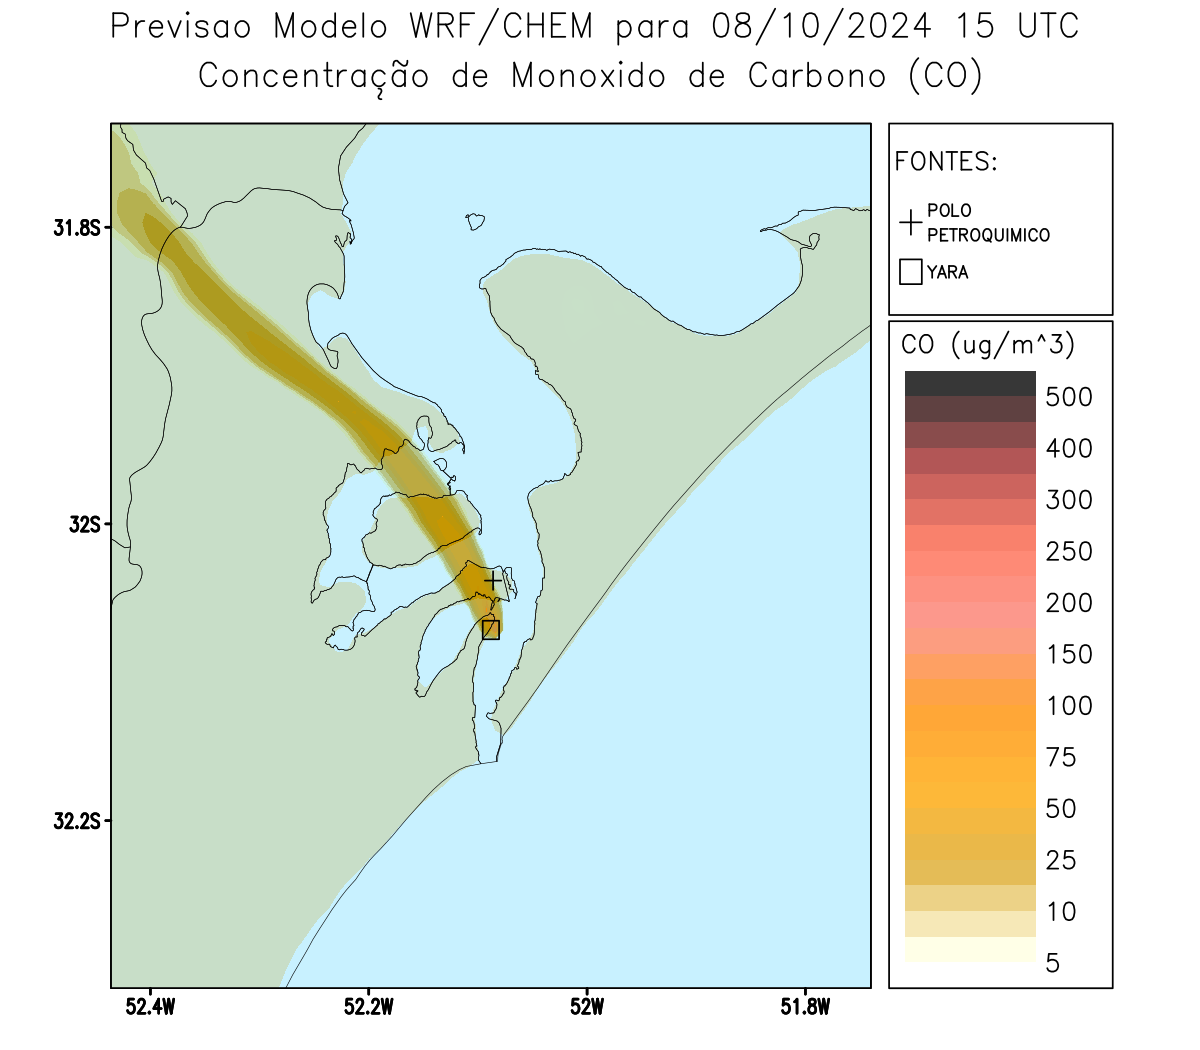 Previsao Modelo WRF/CHEM para 08/10/2024 15 UTC
Concentração de Monoxido de Carbono (CO)
FONTES:
POLO
PETROQUIMICO
YARA
CO (ug/m^3)
500
400
300
250
200
150
100
75
50
25
10
5
31.8S
32S
32.2S
52.4W
52.2W
52W
51.8W